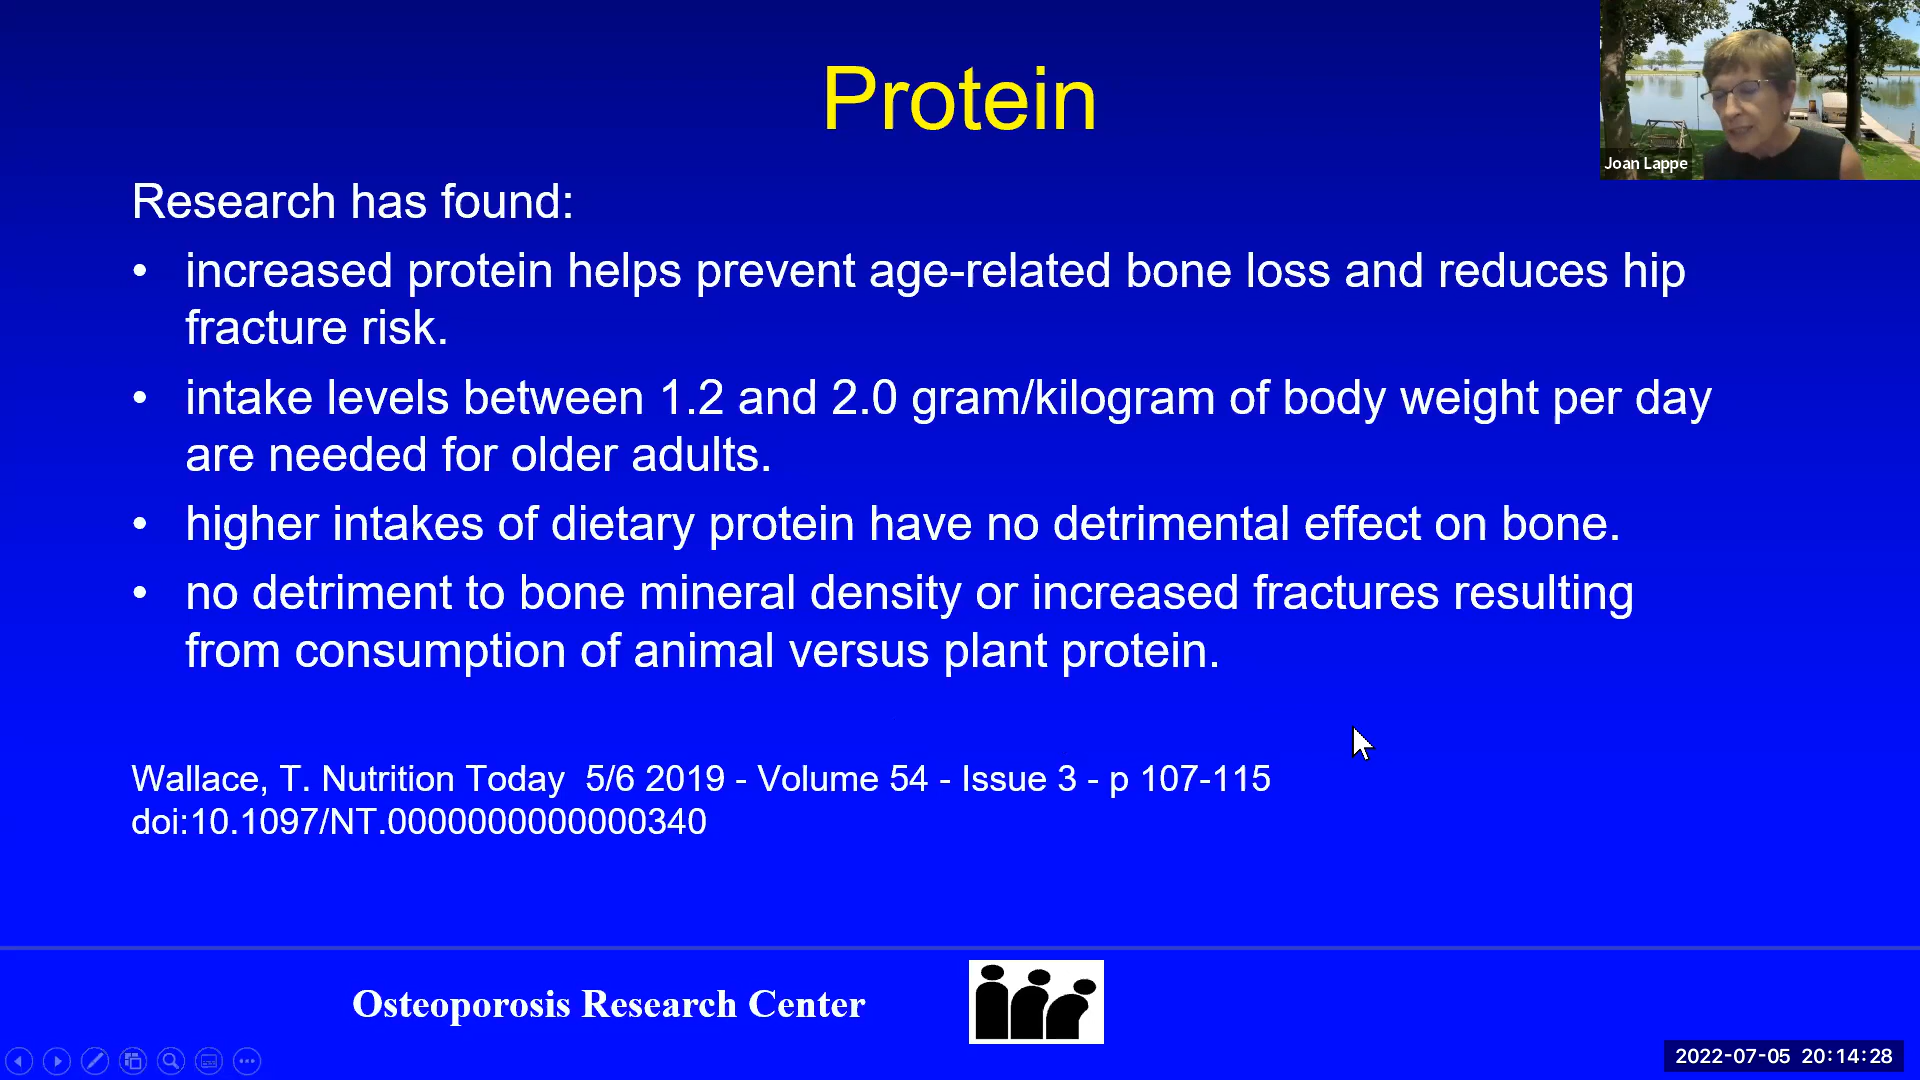 Protein
Joan Lappe
Research has found:
• increased protein helps prevent age-related bone loss and reduces hip
fracture risk.
• intake levels between 1.2 and 2.0 gram/kilogram of body weight per day
are needed for older adults.
• higher intakes of dietary protein have no detrimental effect on bone.
• no detriment to bone mineral density or increased fractures resulting
from consumption of animal versus plant protein.
Wallace, T. Nutrition Today 5/6 2019 - Volume 54 - Issue 3 - p 107-115
doi:10.1097/NT.0000000000000340
Osteoporosis Research Center
2022-07-05 20:14:28